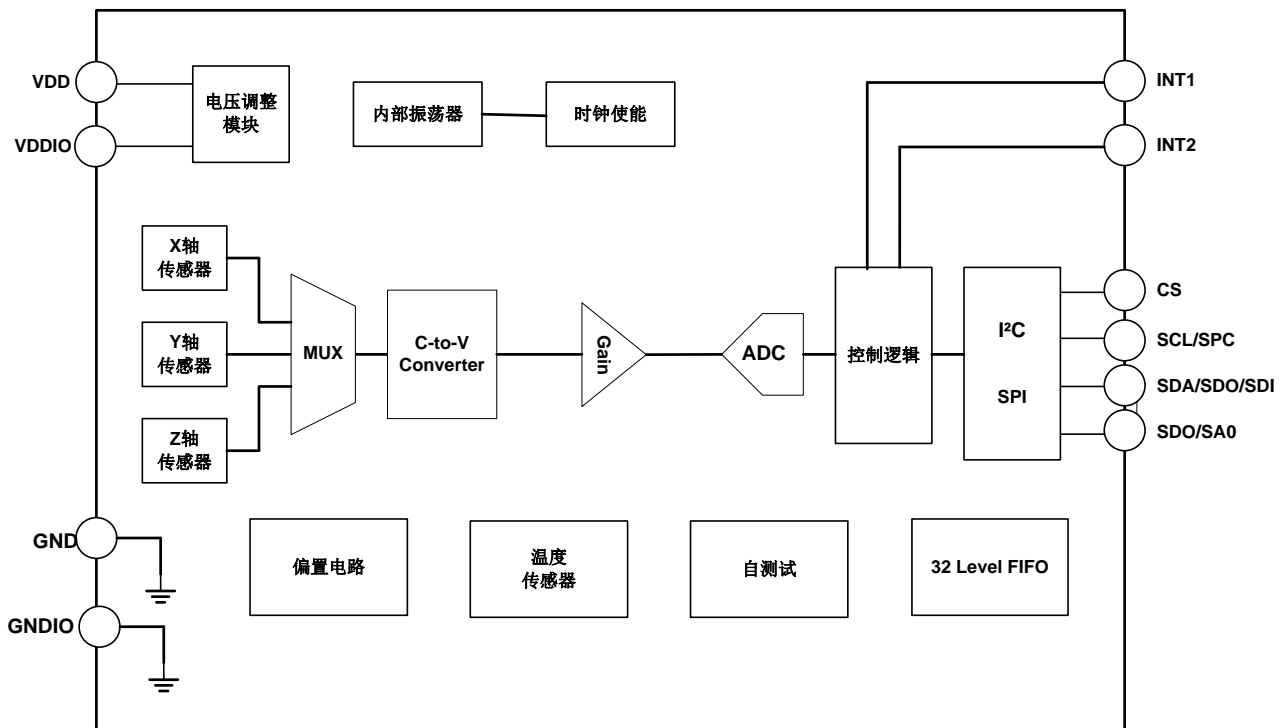 VDD
电压调整
模块
VDDIO
内部振荡器
时钟使能
INT1
INT2
X轴
传感器
Y轴
传感器
Z轴
传感器
MUX
C-to-V
Converter
Gain
ADC
控制逻辑
I²C
SPI
CS
SCL/SPC
SDA/SDO/SDI
SDO/SA0
GND
GNDIO
偏置电路
温度
传感器
自测试
32 Level FIFO